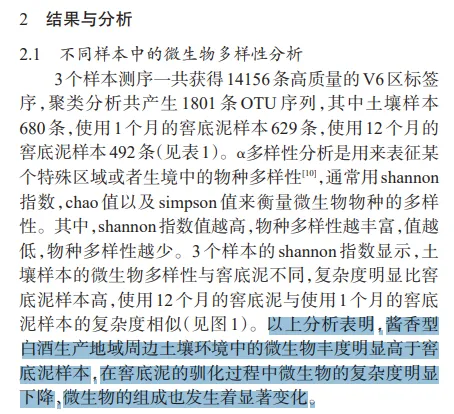 2 结果与分析
2.1 不同样本中的微生物多样性分析
3个样本测序一共获得14156条高质量的V6区标签
序,聚类分析共产生1801条OTU序列,其中土壤样本
680条,使用1个月的窖底泥样本629条,使用12个月的
窖底泥样本492条(见表1)。α多样性分析是用来表征某
个特殊区域或者生境中的物种多样性[10],通常用shannon
指数,chao值以及simpson值来衡量微生物物种的多样
性。其中,shannon指数值越高,物种多样性越丰富,值越
低,物种多样性越少。3个样本的shannon指数显示,土
壤样本的微生物多样性与窖底泥不同,复杂度明显比窖
底泥样本高,使用12个月的窖底泥与使用1个月的窖底
泥样本的复杂度相似(见图1)。以上分析表明,酱香型
白酒生产地域周边土壤环境中的微生物丰度明显高于窖
底泥样本,在窖底泥的驯化过程中微生物的复杂度明显
下降,微生物的组成也发生着显著变化。